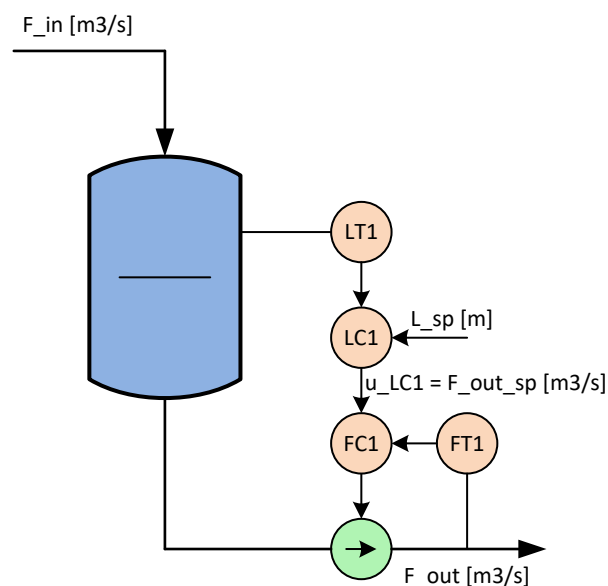 F_in [m3/s]
LT1
L_sp [m]
LC1
u_LC1 = F_out_sp [m3/s]
FC1
FT1
F_out [m3/s]